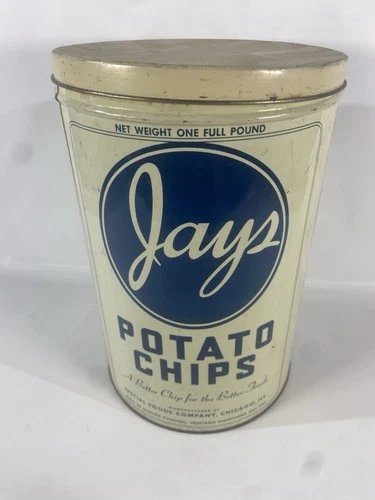 NET WEIGHT ONE FULL POUND
Jays
POTATO
CHIPS
A Better Chip for the Better Foods
MANUFACTURED BY
SPECIAL FOODS COMPANY, CHICAGO, ILL.